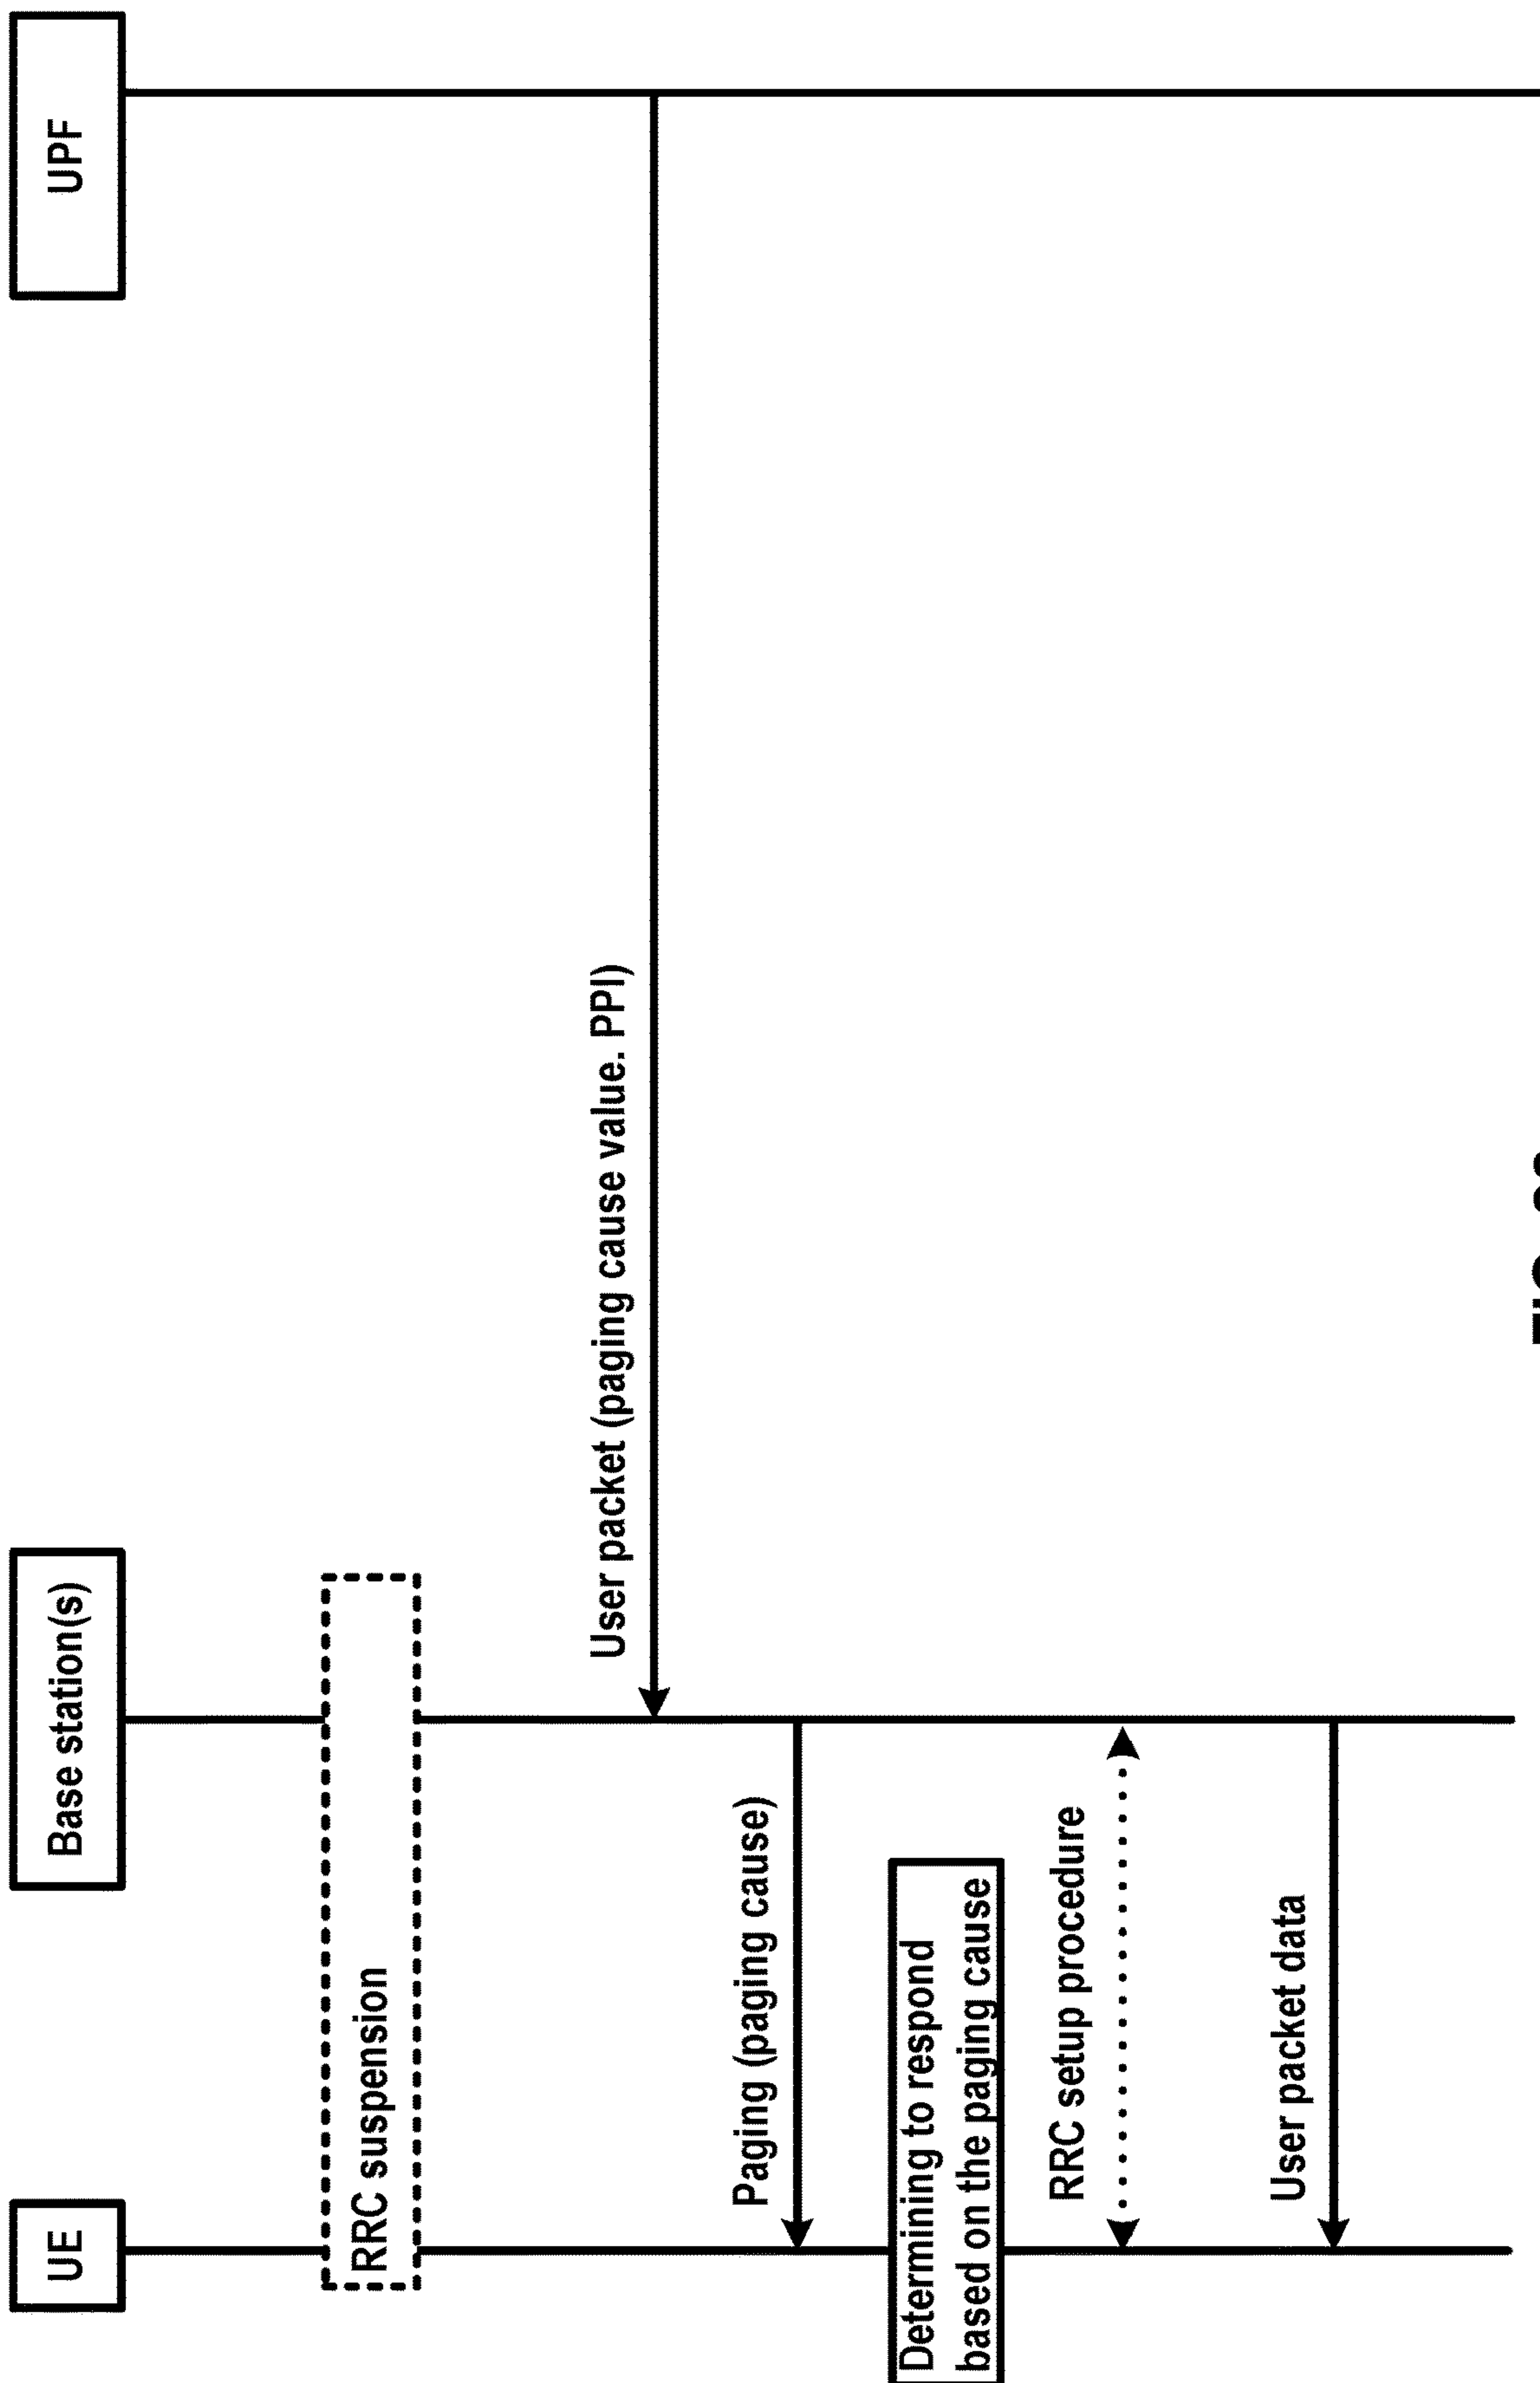 UE
Base station(s)
UPF
RRC suspension
User packet (paging cause value. PPI)
Paging (paging cause)
Determining to respond
based on the paging cause
RRC setup procedure
User packet data